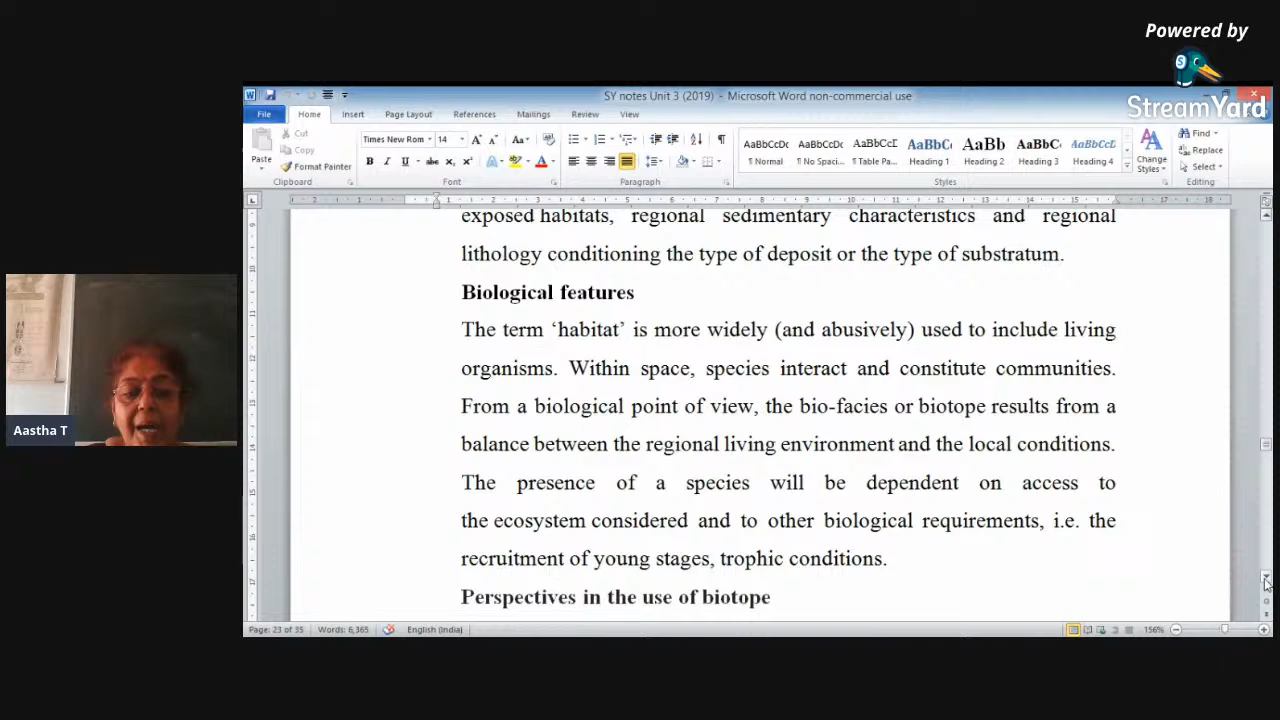 Powered by
S
StreamYard
SY notes Unit 3 (2019) - Microsoft Word non-commercial use
File Home Insert Page Layout References Mailings Review View
Paste
Cut
Copy
Format Painter
Clipboard
Times New Rom 14
Font
Paragraph
AaBbCcDc AaBbCcDc AaBbCcD AaBbC AaBb AaBbC AaBbCcD
¶ Normal ¶ No Spaci... ¶ Table Pa... Heading 1 Heading 2 Heading 3 Heading 4
Styles
Change
Styles
Find
Replace
Select
Editing
exposed habitats, regional sedimentary characteristics and regional
lithology conditioning the type of deposit or the type of substratum.
Biological features
The term ‘habitat’ is more widely (and abusively) used to include living
organisms. Within space, species interact and constitute communities.
From a biological point of view, the bio-facies or biotope results from a
balance between the regional living environment and the local conditions.
The presence of a species will be dependent on access to
the ecosystem considered and to other biological requirements, i.e. the
recruitment of young stages, trophic conditions.
Perspectives in the use of biotope
Aastha T
Page: 23 of 35 Words: 6,365 English (India) 156%